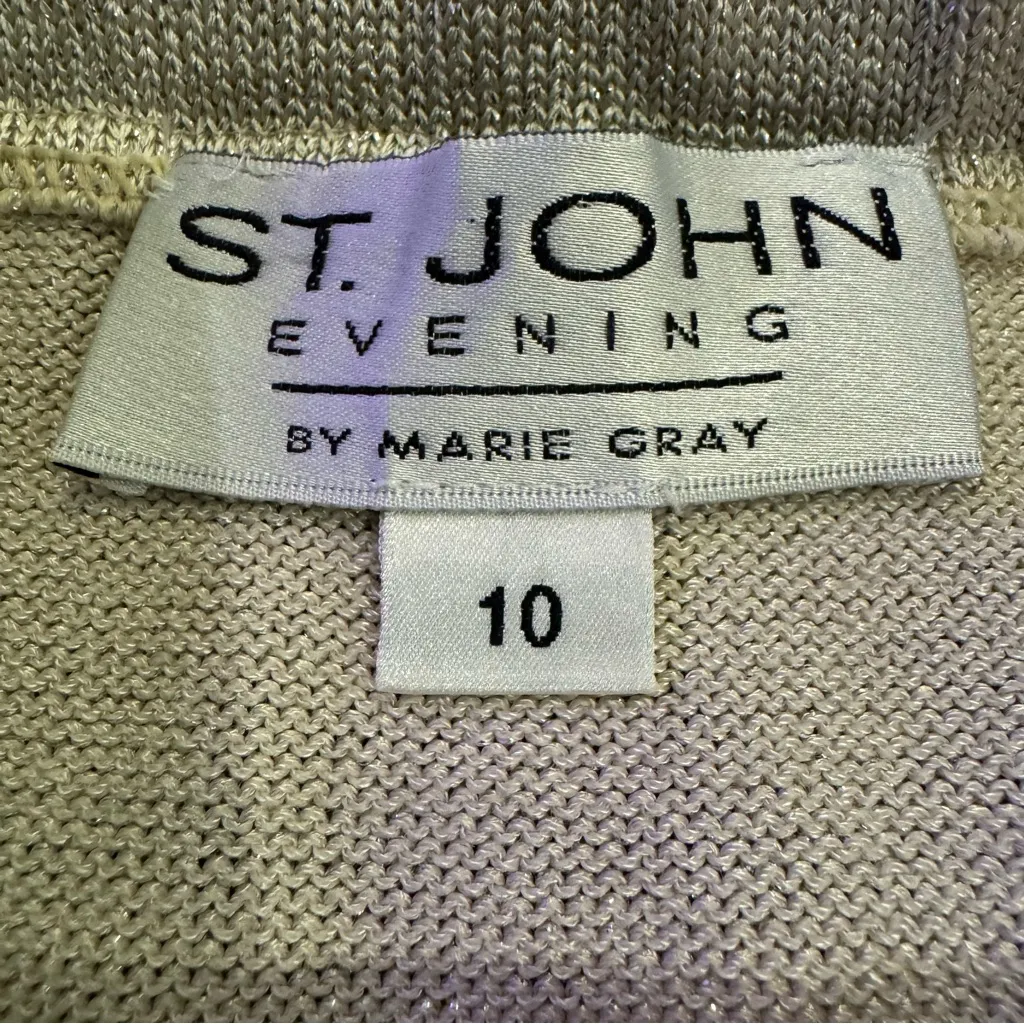 ST. JOHN
EVENING
BY MARIE GRAY
10